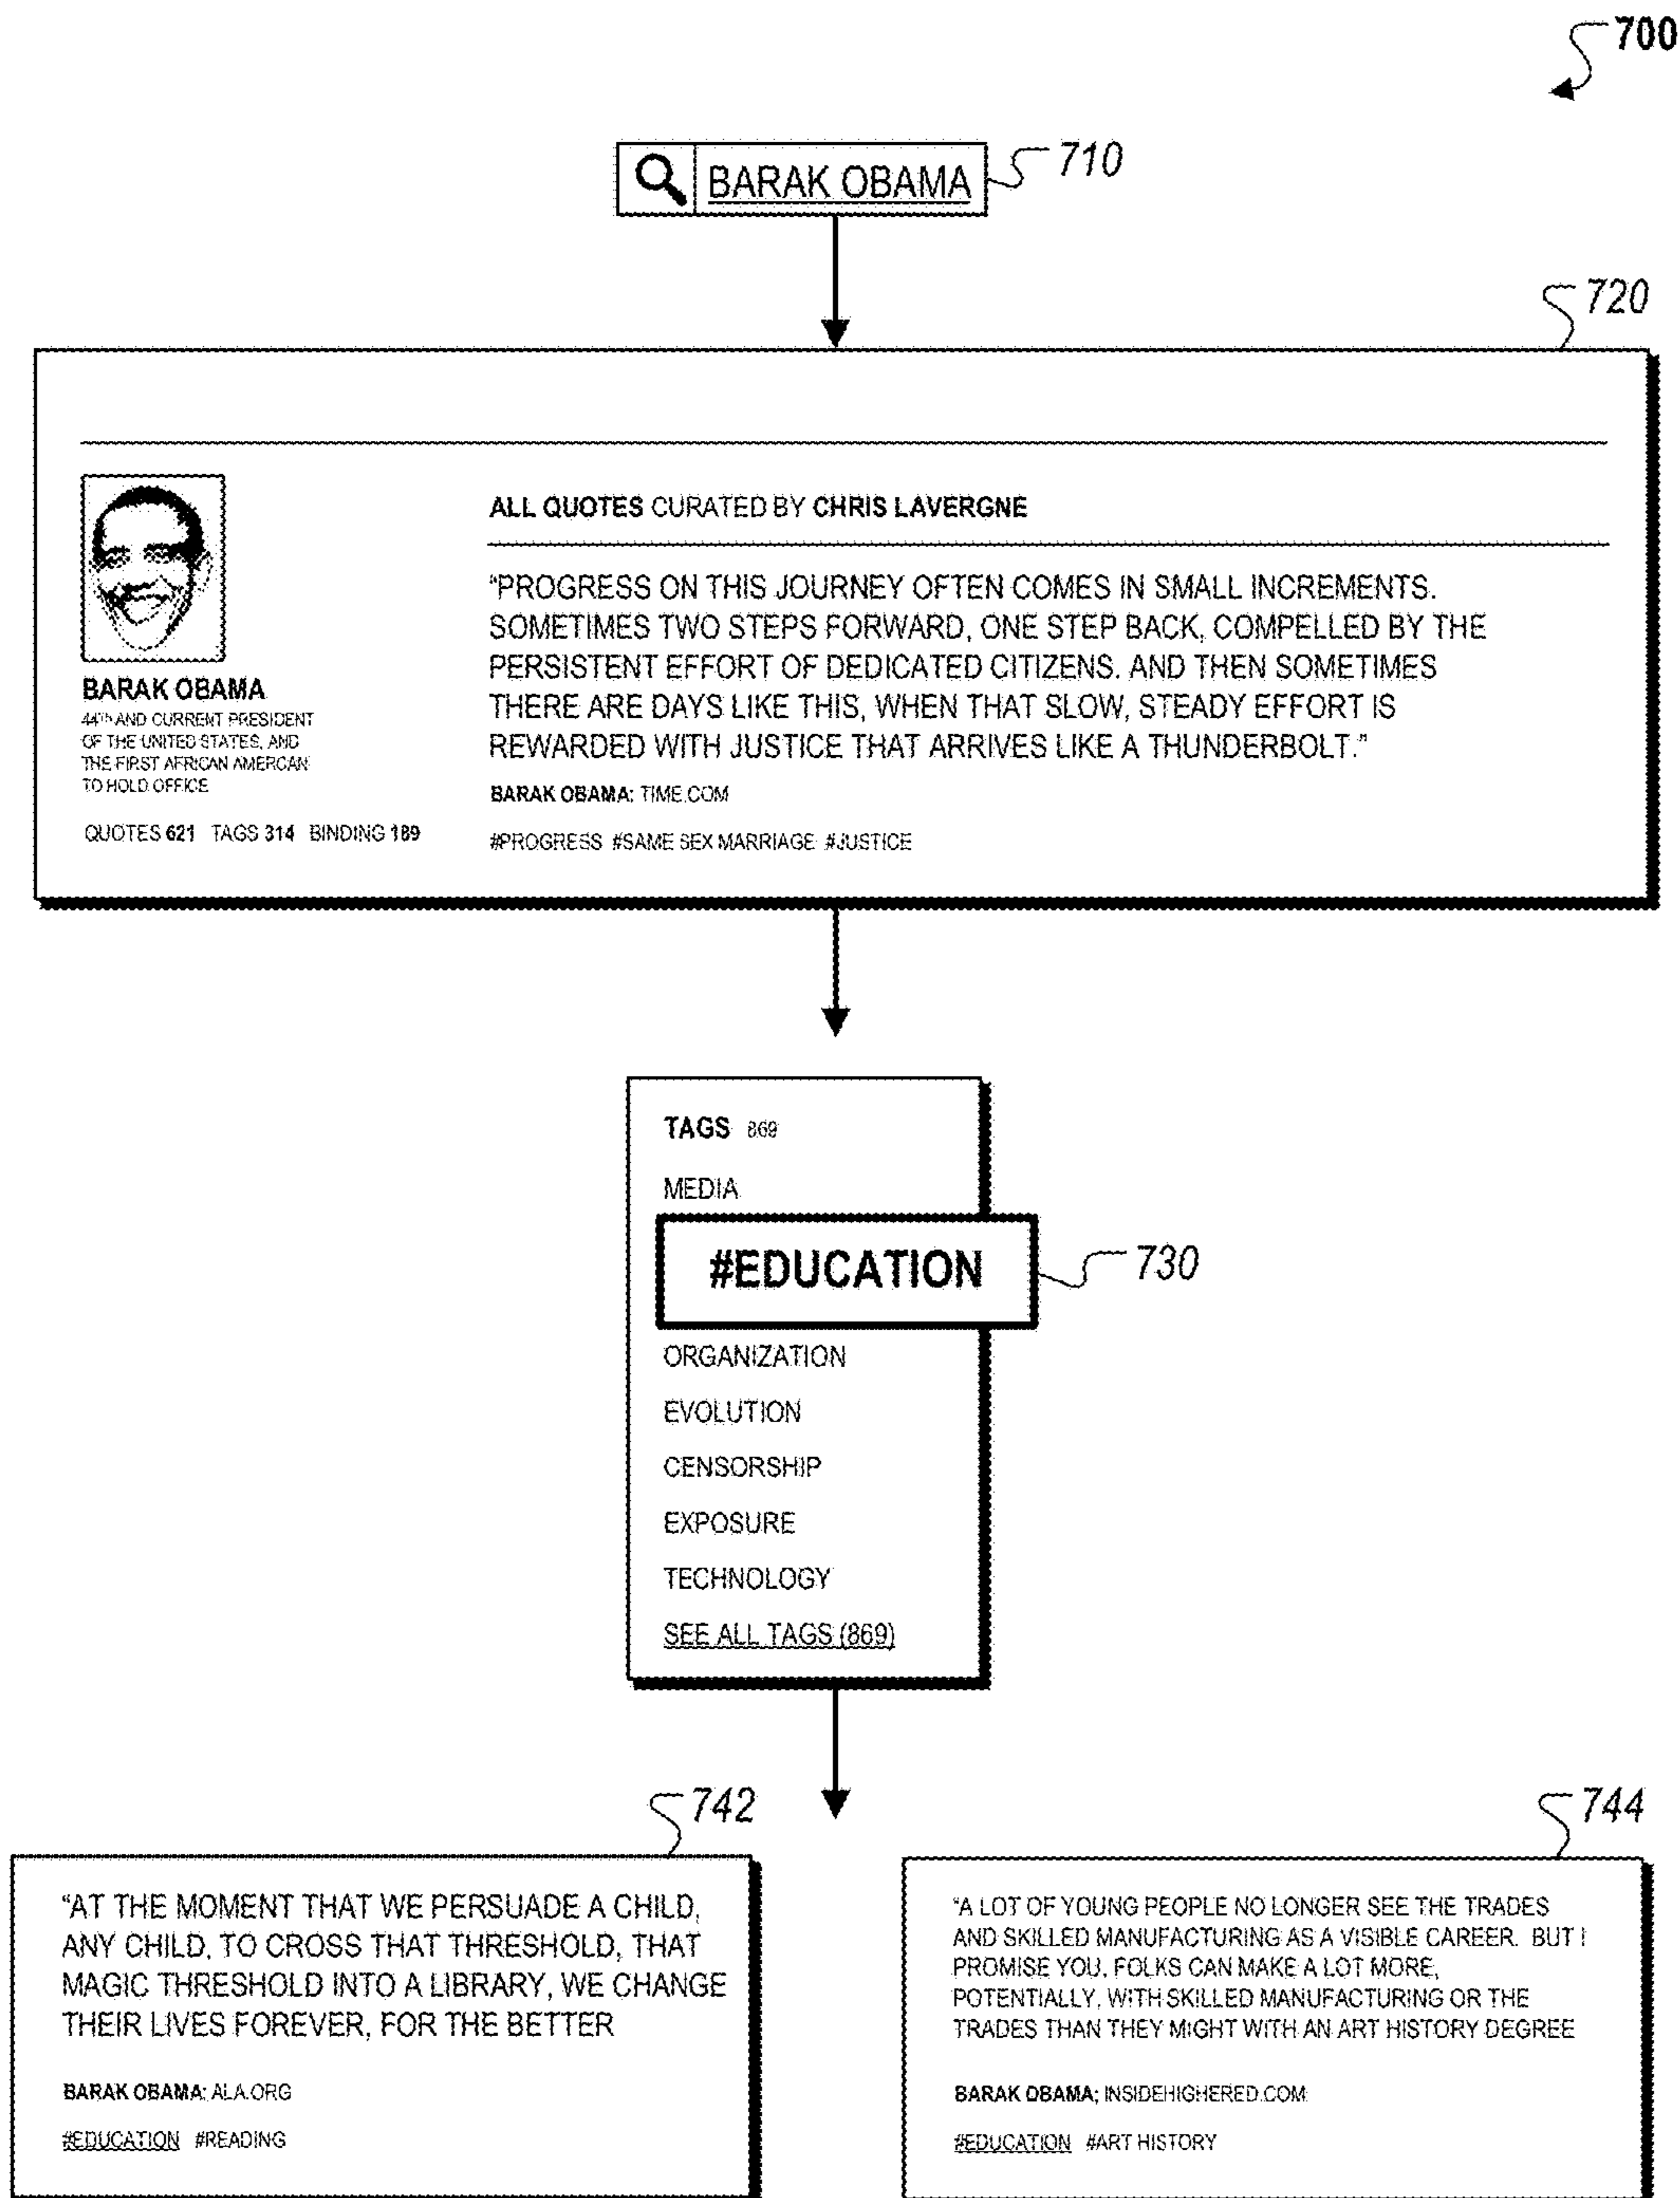 700
BARAK OBAMA
710
720
ALL QUOTES CURATED BY CHRIS LAVERGNE
"PROGRESS ON THIS JOURNEY OFTEN COMES IN SMALL INCREMENTS.
SOMETIMES TWO STEPS FORWARD, ONE STEP BACK, COMPELLED BY THE
PERSISTENT EFFORT OF DEDICATED CITIZENS. AND THEN SOMETIMES
THERE ARE DAYS LIKE THIS, WHEN THAT SLOW, STEADY EFFORT IS
REWARDED WITH JUSTICE THAT ARRIVES LIKE A THUNDERBOLT."
BARAK OBAMA: TIME.COM
#PROGRESS #SAME SEX MARRIAGE #JUSTICE
BARAK OBAMA
44TH AND CURRENT PRESIDENT
OF THE UNITED STATES, AND
THE FIRST AFRICAN AMERCAN
TO HOLD OFFICE
QUOTES 621 TAGS 314 BINDING 189
TAGS 869
MEDIA
#EDUCATION
730
ORGANIZATION
EVOLUTION
CENSORSHIP
EXPOSURE
TECHNOLOGY
SEE ALL TAGS (869)
742
"AT THE MOMENT THAT WE PERSUADE A CHILD,
ANY CHILD, TO CROSS THAT THRESHOLD, THAT
MAGIC THRESHOLD INTO A LIBRARY, WE CHANGE
THEIR LIVES FOREVER, FOR THE BETTER
BARAK OBAMA; ALA.ORG
#EDUCATION #READING
744
"A LOT OF YOUNG PEOPLE NO LONGER SEE THE TRADES
AND SKILLED MANUFACTURING AS A VISIBLE CAREER. BUT I
PROMISE YOU, FOLKS CAN MAKE A LOT MORE,
POTENTIALLY, WITH SKILLED MANUFACTURING OR THE
TRADES THAN THEY MIGHT WITH AN ART HISTORY DEGREE
BARAK OBAMA; INSIDEHIGHERED.COM
#EDUCATION #ART HISTORY